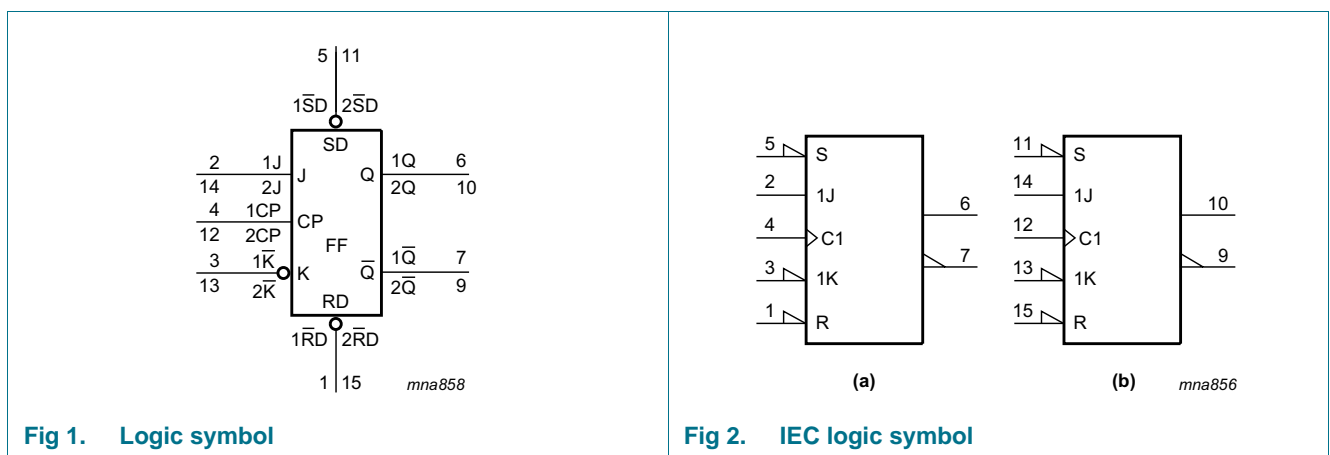 5 11
1S̅D 2S̅D
SD
2 1J J Q 1Q 6
14 2J 2Q 10
4 1CP CP
12 2CP
FF
3 1K̅ K Q̅ 1Q̅ 7
13 2K̅ 2Q̅ 9
RD
1R̅D 2R̅D
1 15 mna858
Fig 1. Logic symbol
5 S
2 1J
6
4 C1
7
3 1K
1 R
(a)
11 S
14 1J
10
12 C1
9
13 1K
15 R
(b) mna856
Fig 2. IEC logic symbol